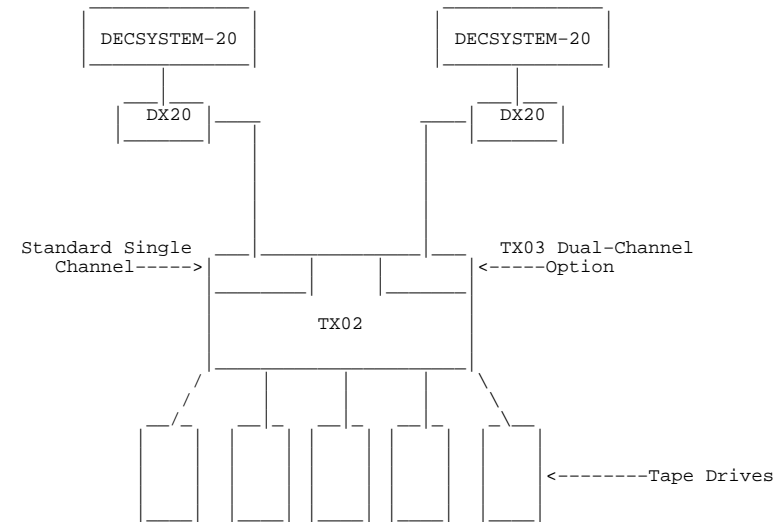 DECSYSTEM-20 DECSYSTEM-20
DX20 DX20
Standard Single TX03 Dual-Channel
Channel-----> <-----Option
TX02
<--------Tape Drives